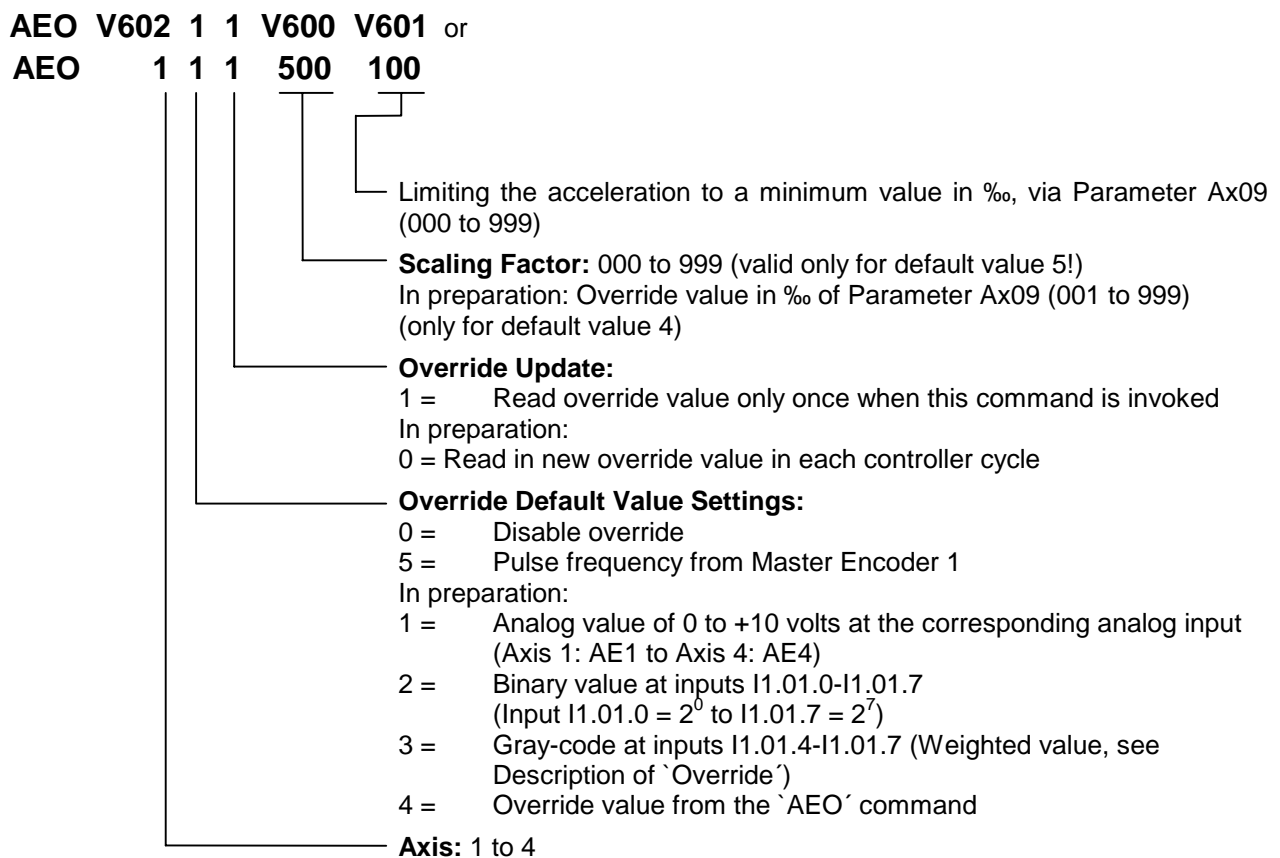 AEO V602 1 1 V600 V601 or
AEO 1 1 1 500 100
Limiting the acceleration to a minimum value in ‰, via Parameter Ax09
(000 to 999)
Scaling Factor: 000 to 999 (valid only for default value 5!)
In preparation: Override value in ‰ of Parameter Ax09 (001 to 999)
(only for default value 4)
Override Update:
1 = Read override value only once when this command is invoked
In preparation:
0 = Read in new override value in each controller cycle
Override Default Value Settings:
0 = Disable override
5 = Pulse frequency from Master Encoder 1
In preparation:
1 = Analog value of 0 to +10 volts at the corresponding analog input
(Axis 1: AE1 to Axis 4: AE4)
2 = Binary value at inputs I1.01.0-I1.01.7
(Input I1.01.0 = 2⁰ to I1.01.7 = 2⁷)
3 = Gray-code at inputs I1.01.4-I1.01.7 (Weighted value, see
Description of `Override´)
4 = Override value from the `AEO´ command
Axis: 1 to 4